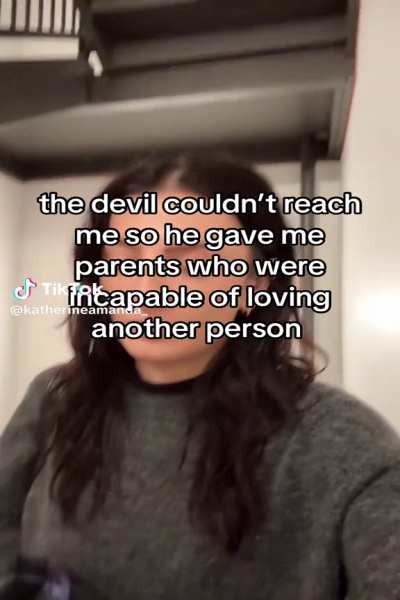 the devil couldn't reach
me so he gave me
parents who were
TikTok
incapable of loving
@katherineamanda_
another person